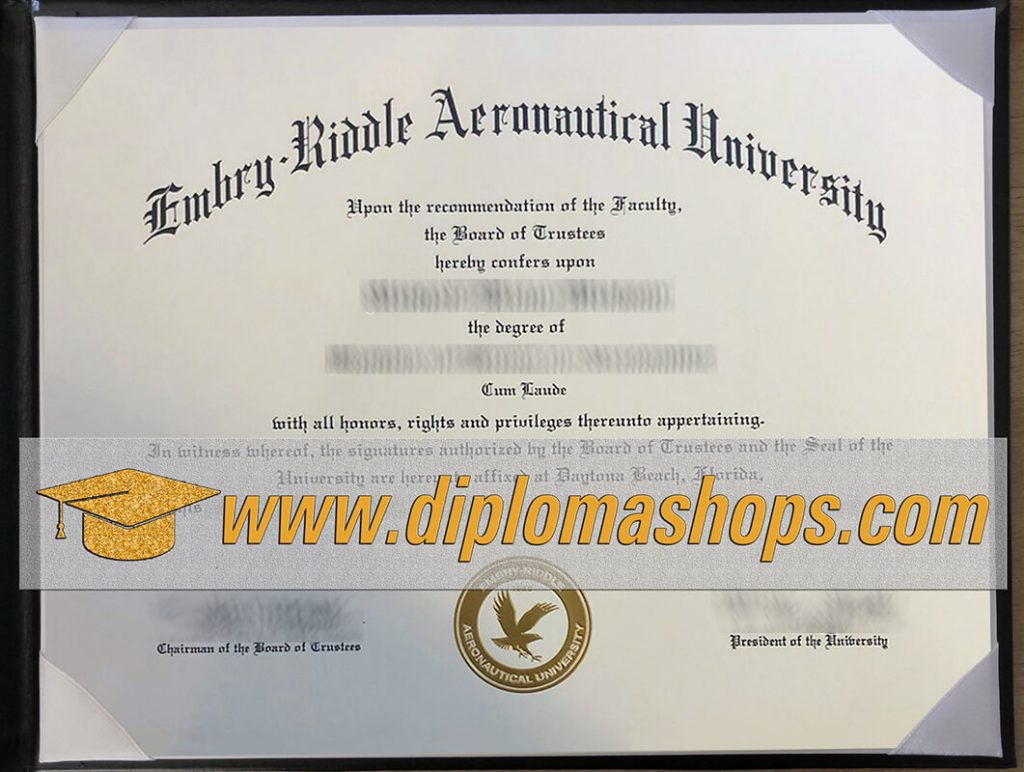 Embry-Riddle Aeronautical University
Upon the recommendation of the Faculty,
the Board of Trustees
hereby confers upon
the degree of
Cum Laude
with all honors, rights and privileges thereunto appertaining.
In witness whereof, the signatures authorized by the Board of Trustees and the Seal of the
University are hereunto affixed at Daytona Beach, Florida,
www.diplomashops.com
EMBRY-RIDDLE
AERONAUTICAL UNIVERSITY
Chairman of the Board of Trustees
President of the University